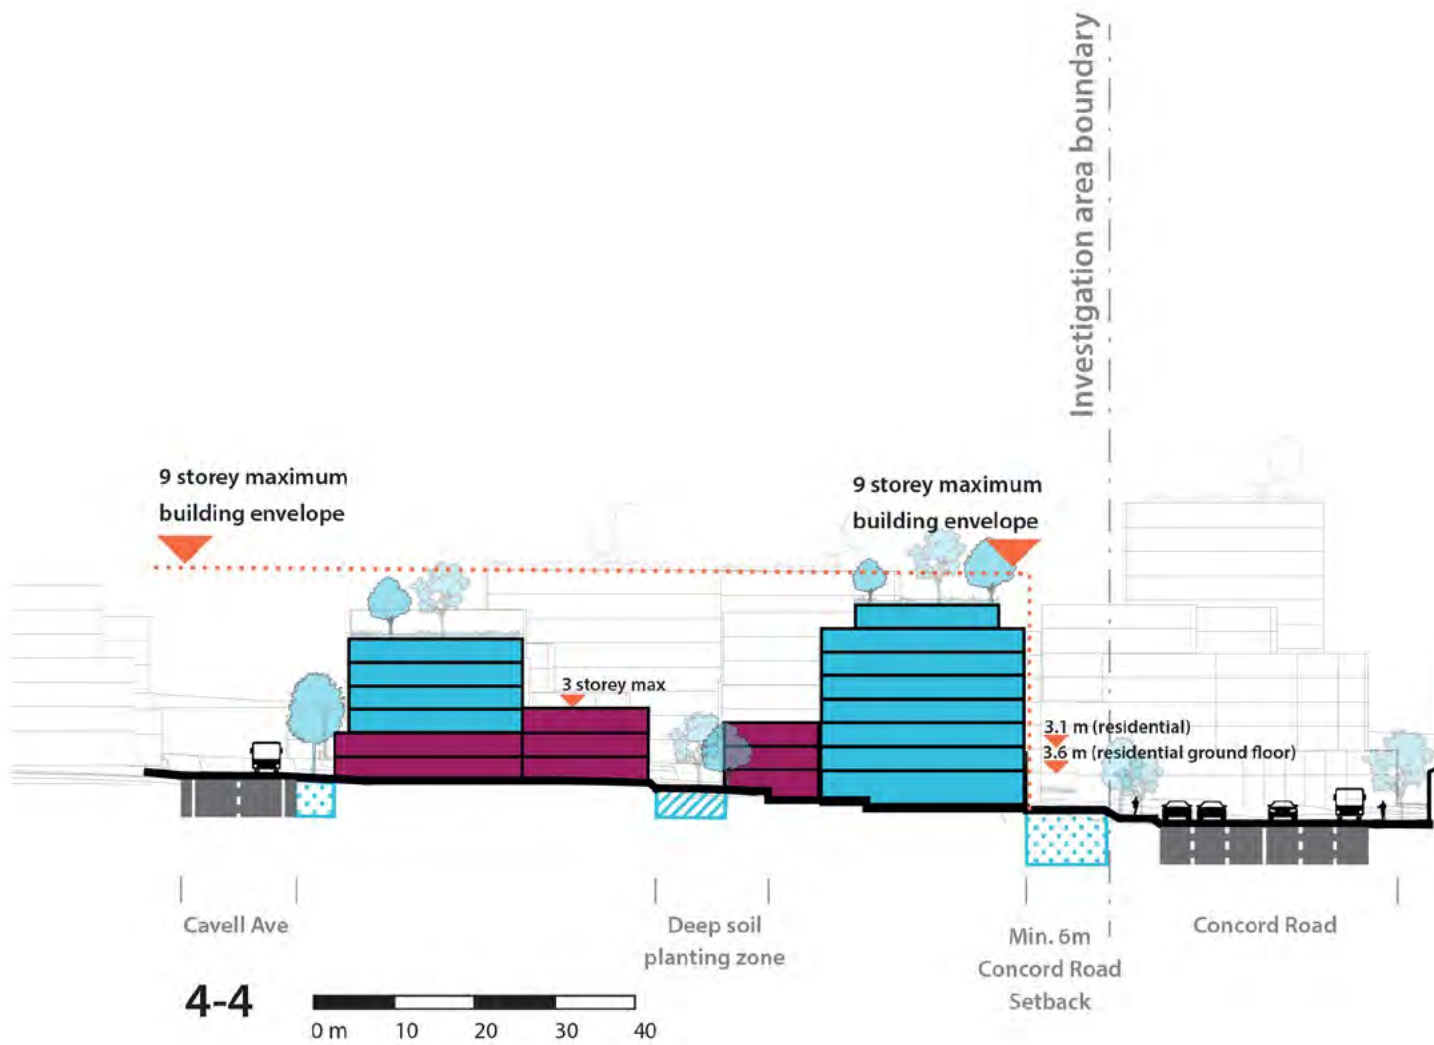 Investigation area boundary
9 storey maximum
building envelope
9 storey maximum
building envelope
3 storey max
3.1 m (residential)
3.6 m (residential ground floor)
Cavell Ave
Deep soil
planting zone
Min. 6m
Concord Road
Setback
Concord Road
4-4
0 m 10 20 30 40